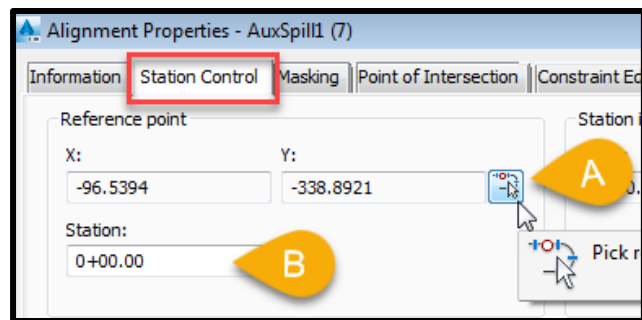 Alignment Properties - AuxSpill1 (7)
Information Station Control Masking Point of Intersection Constraint
Reference point Station
X: Y:
-96.5394 -338.8921 A
Station:
0+00.00 B
Pick